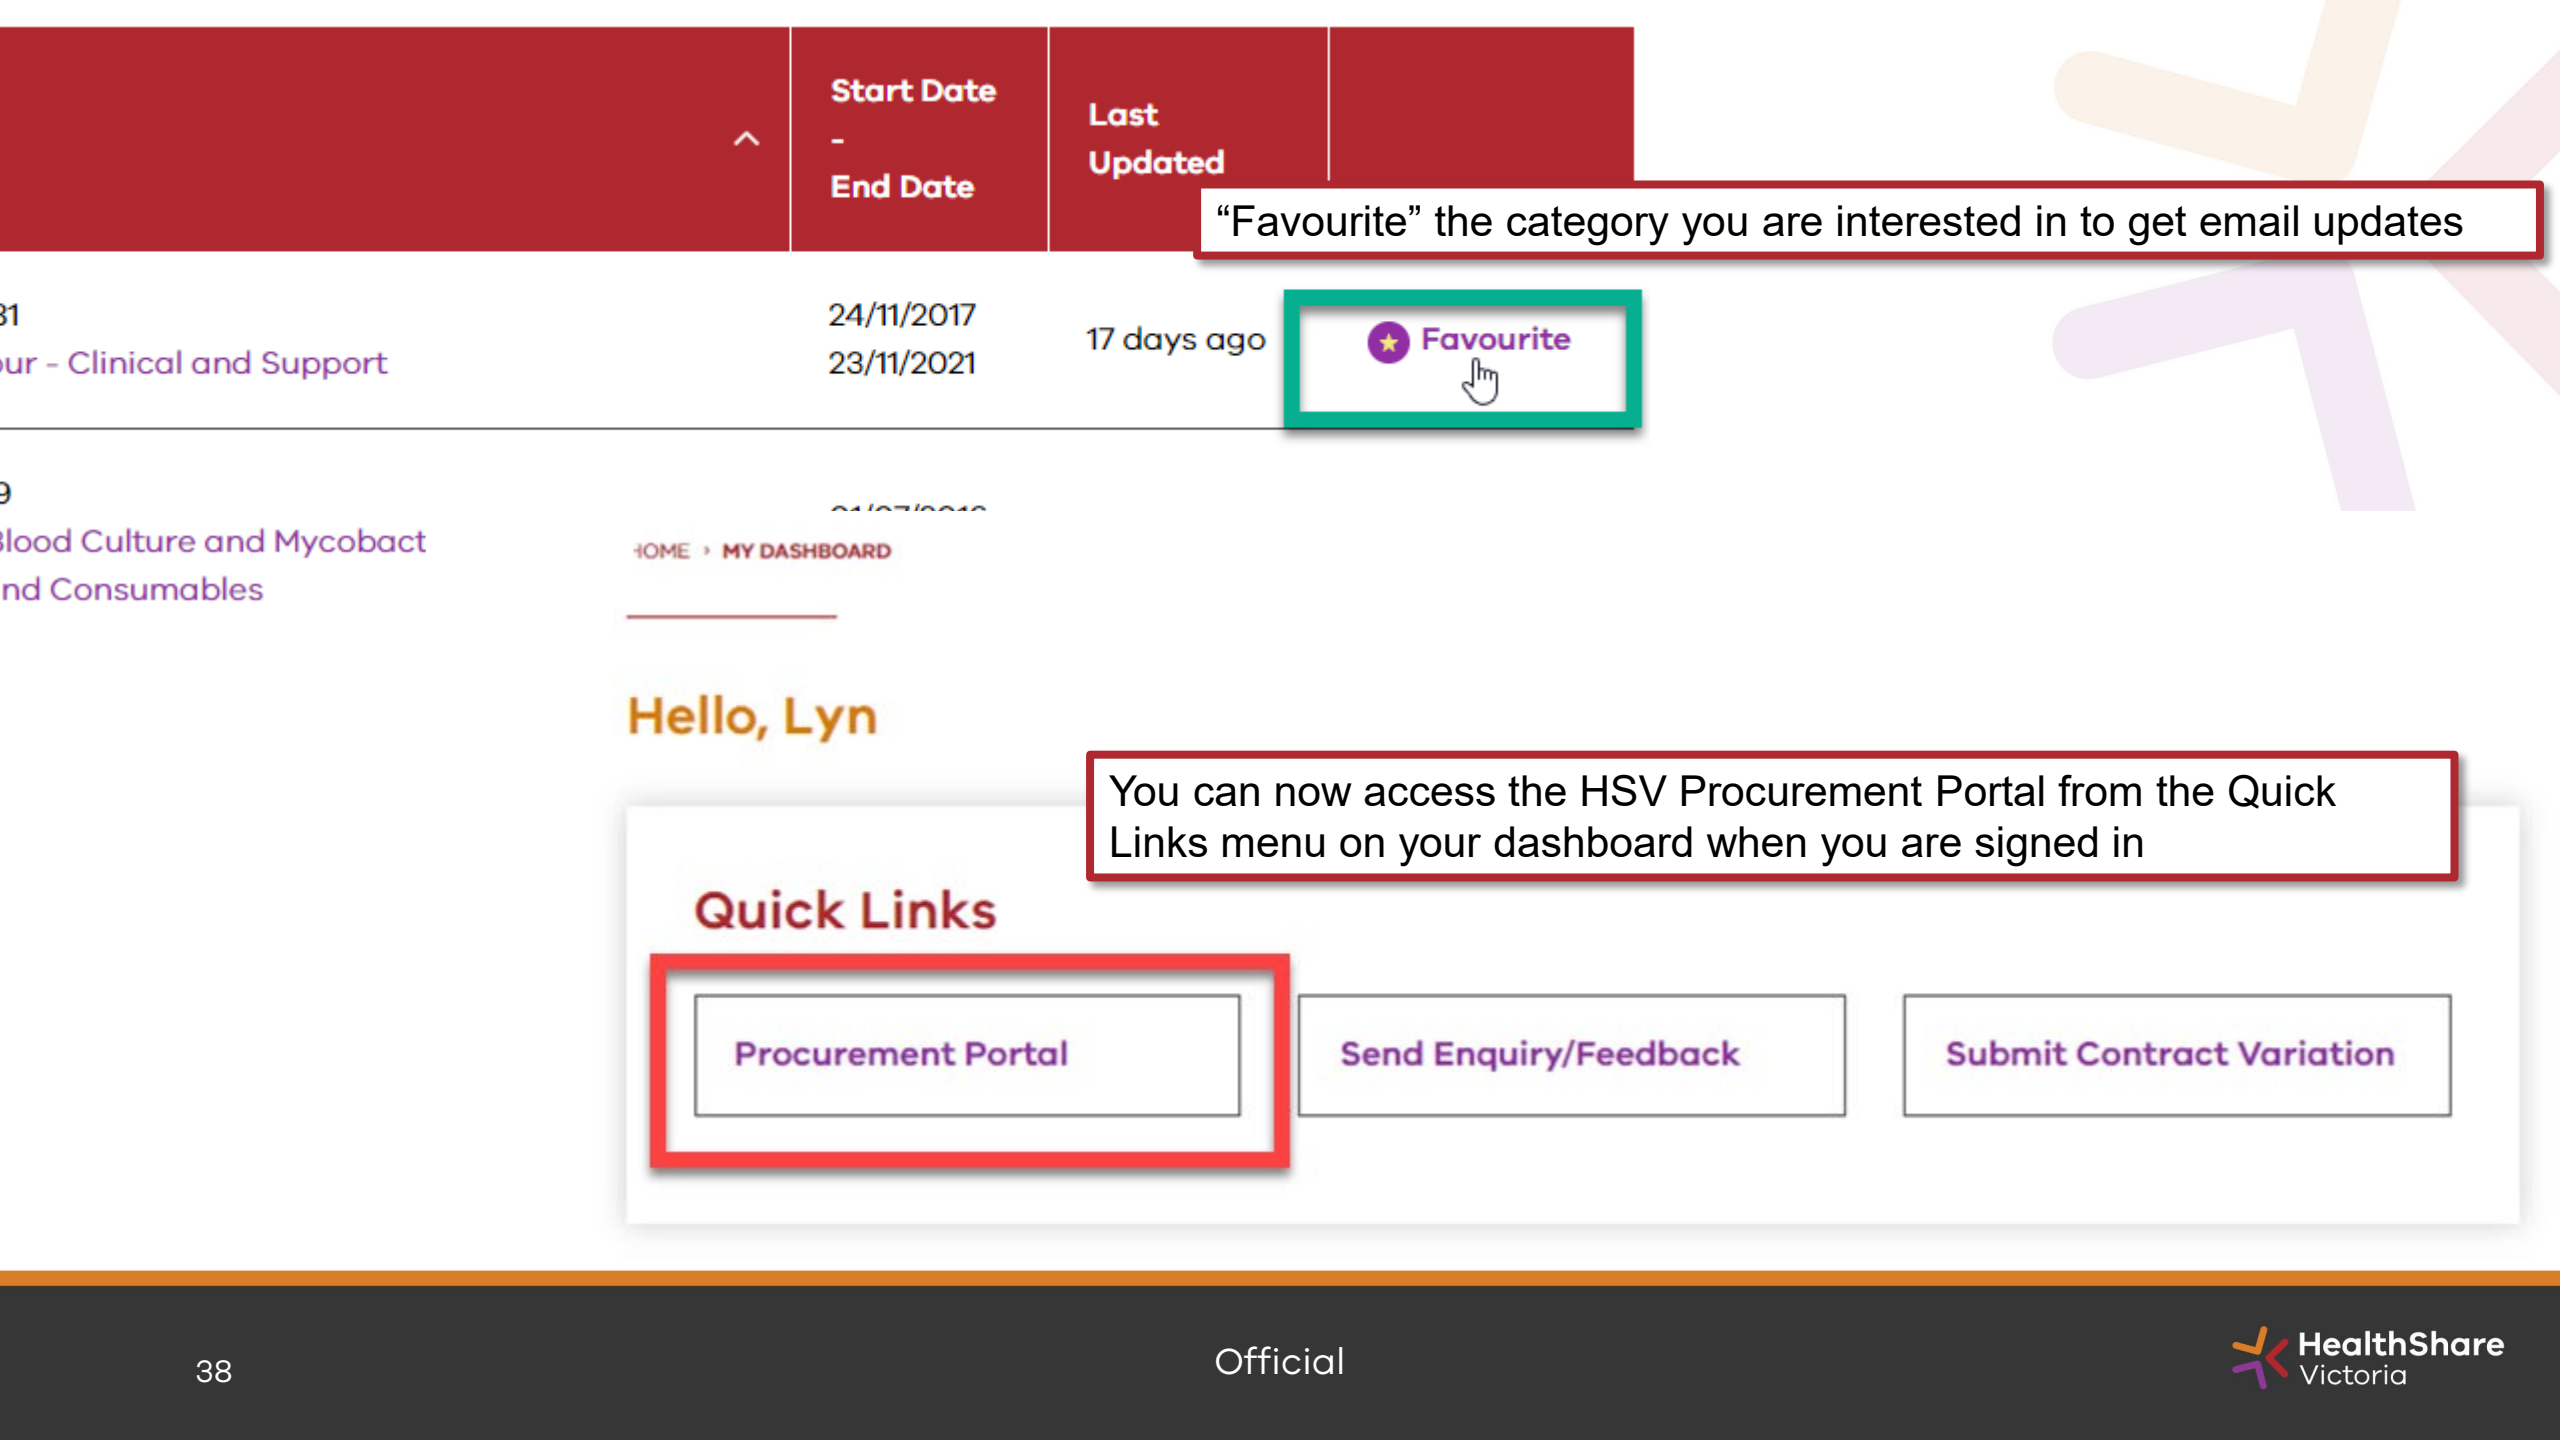 Start Date
-
End Date
Last
Updated
“Favourite” the category you are interested in to get email updates
31
our - Clinical and Support
24/11/2017
23/11/2021
17 days ago
Favourite
9
Blood Culture and Mycobact
and Consumables
HOME › MY DASHBOARD
Hello, Lyn
You can now access the HSV Procurement Portal from the Quick
Links menu on your dashboard when you are signed in
Quick Links
Procurement Portal
Send Enquiry/Feedback
Submit Contract Variation
38
Official
HealthShare
Victoria